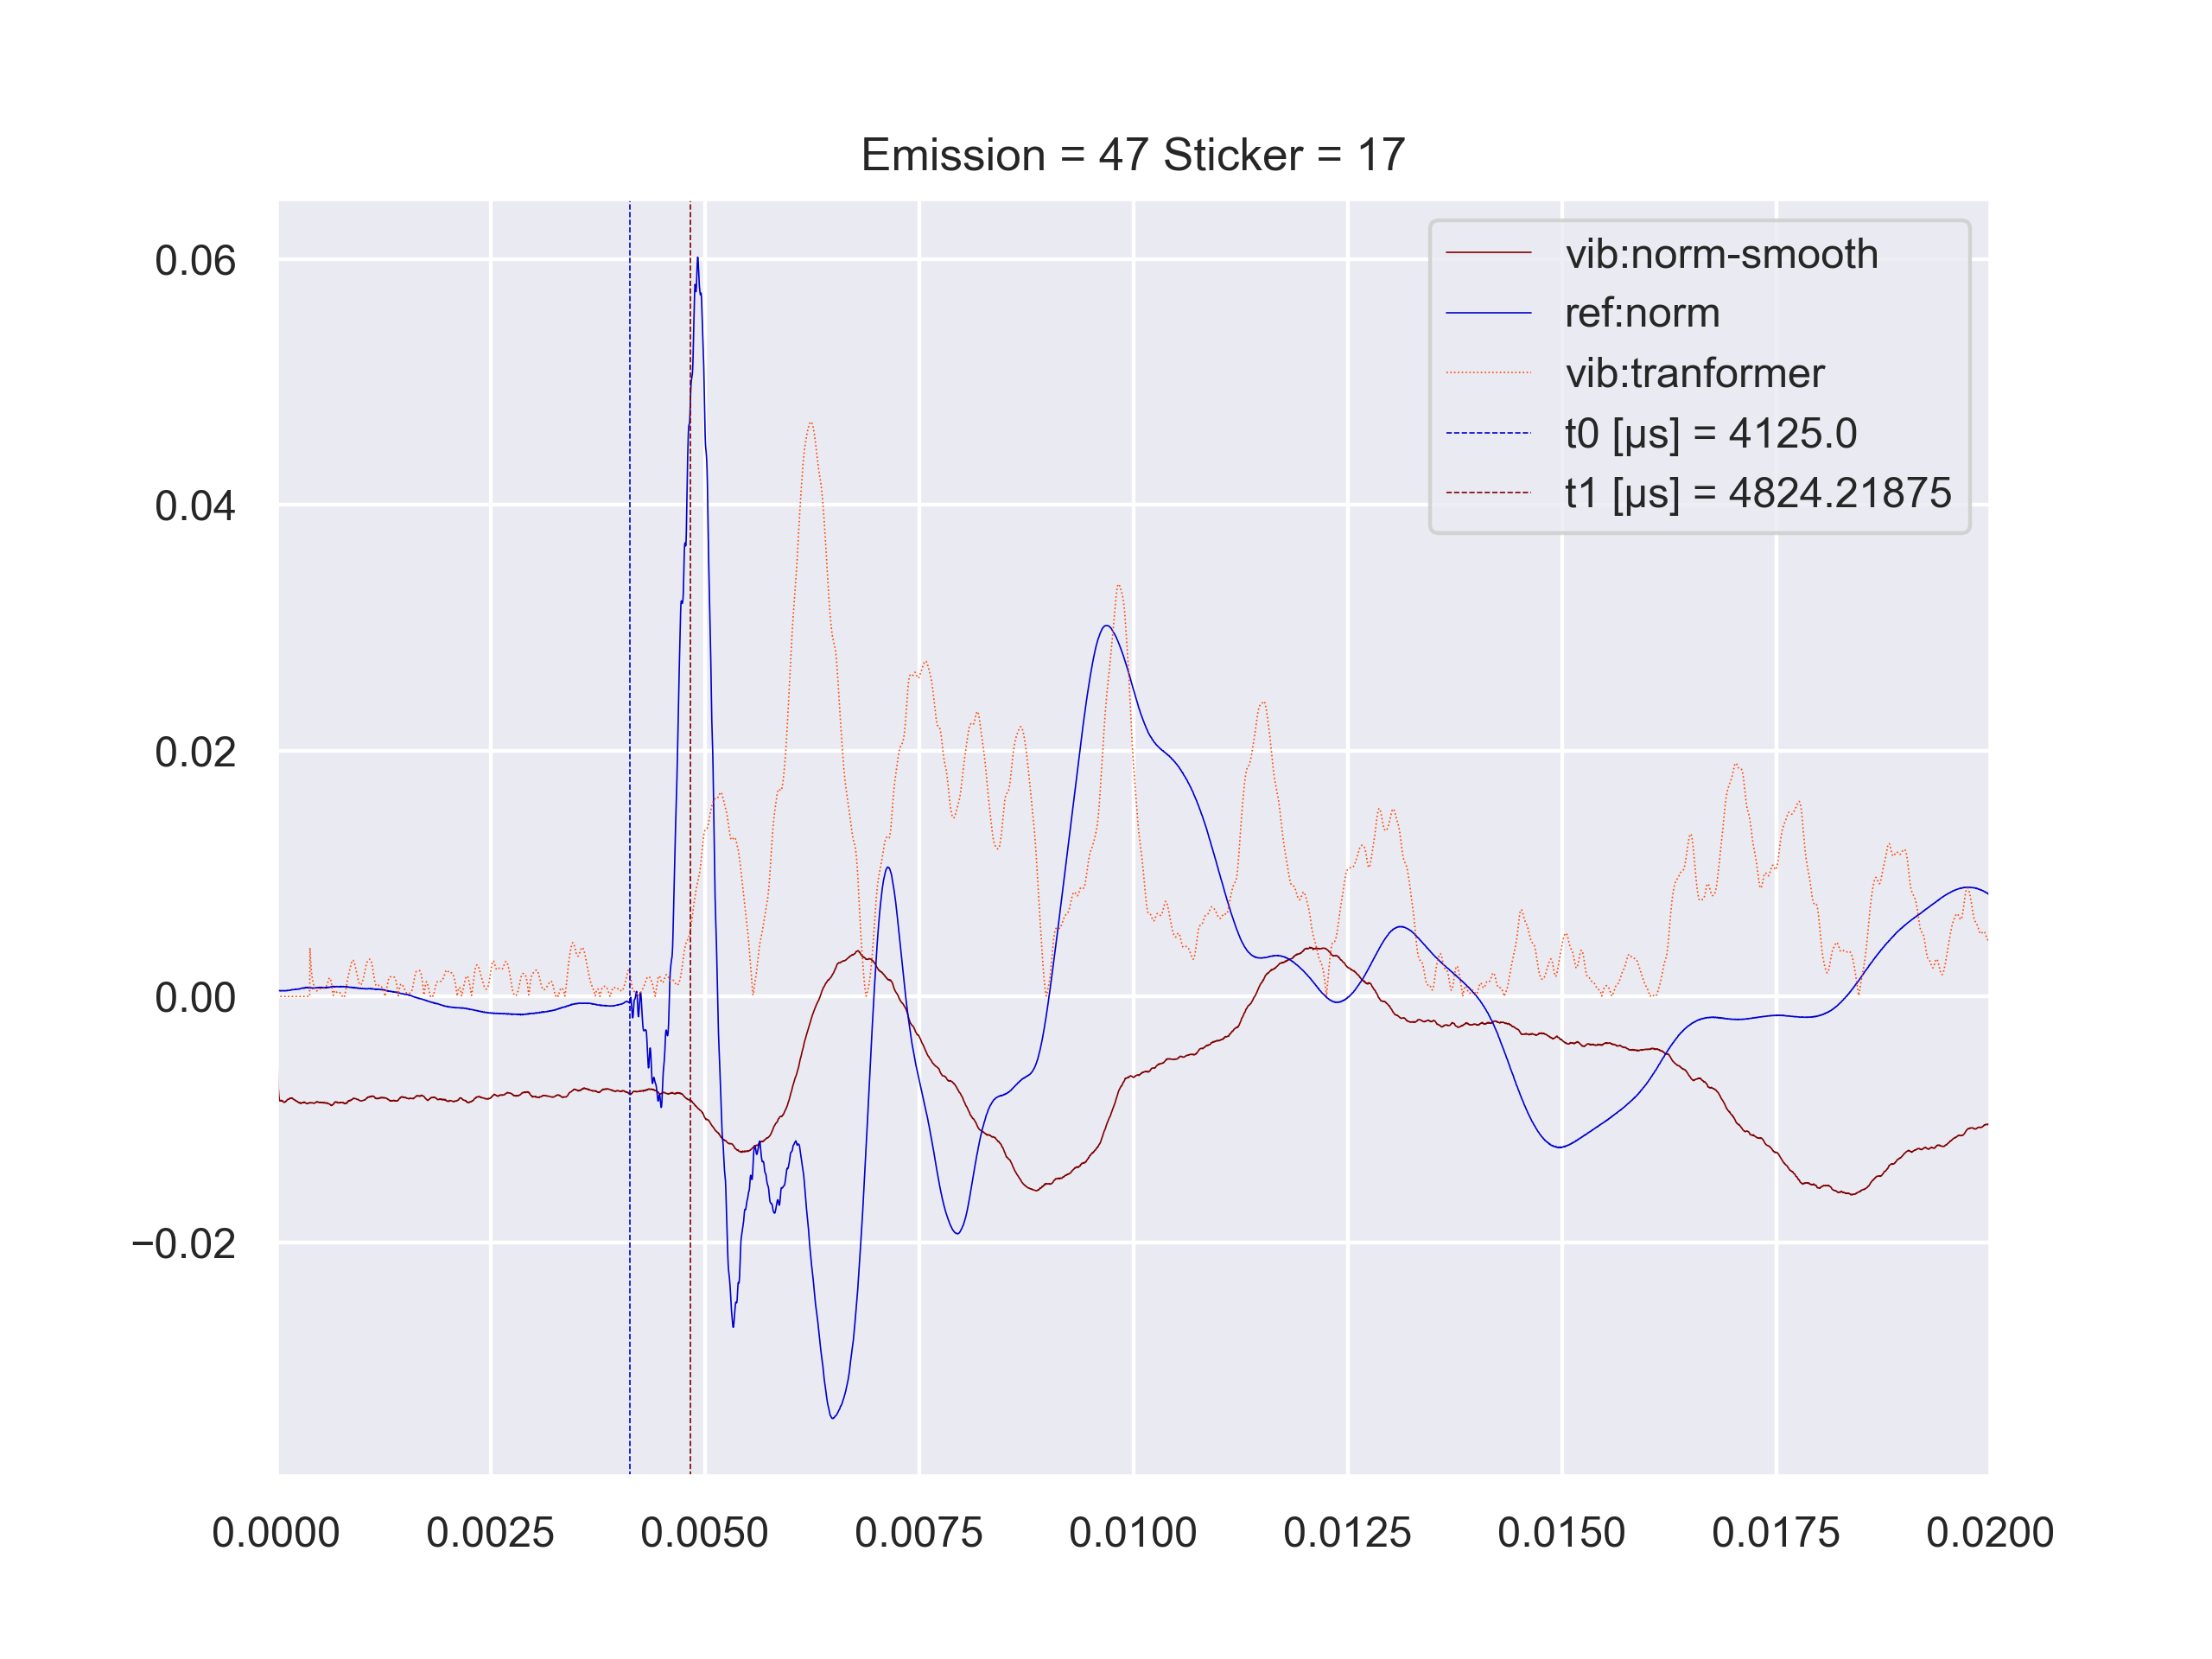 Emission = 47 Sticker = 17
0.06
0.04
0.02
0.00
−0.02
vib:norm-smooth
ref:norm
vib:tranformer
t0 [µs] = 4125.0
t1 [µs] = 4824.21875
0.0000 0.0025 0.0050 0.0075 0.0100 0.0125 0.0150 0.0175 0.0200